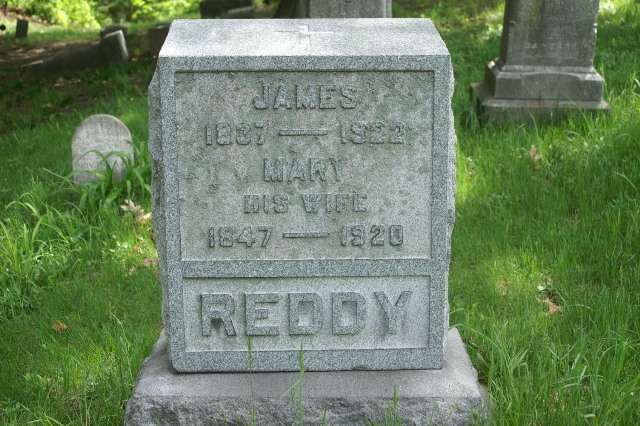 JAMES
1837 — 1922
MARY
HIS WIFE
1847 — 1920
REDDY